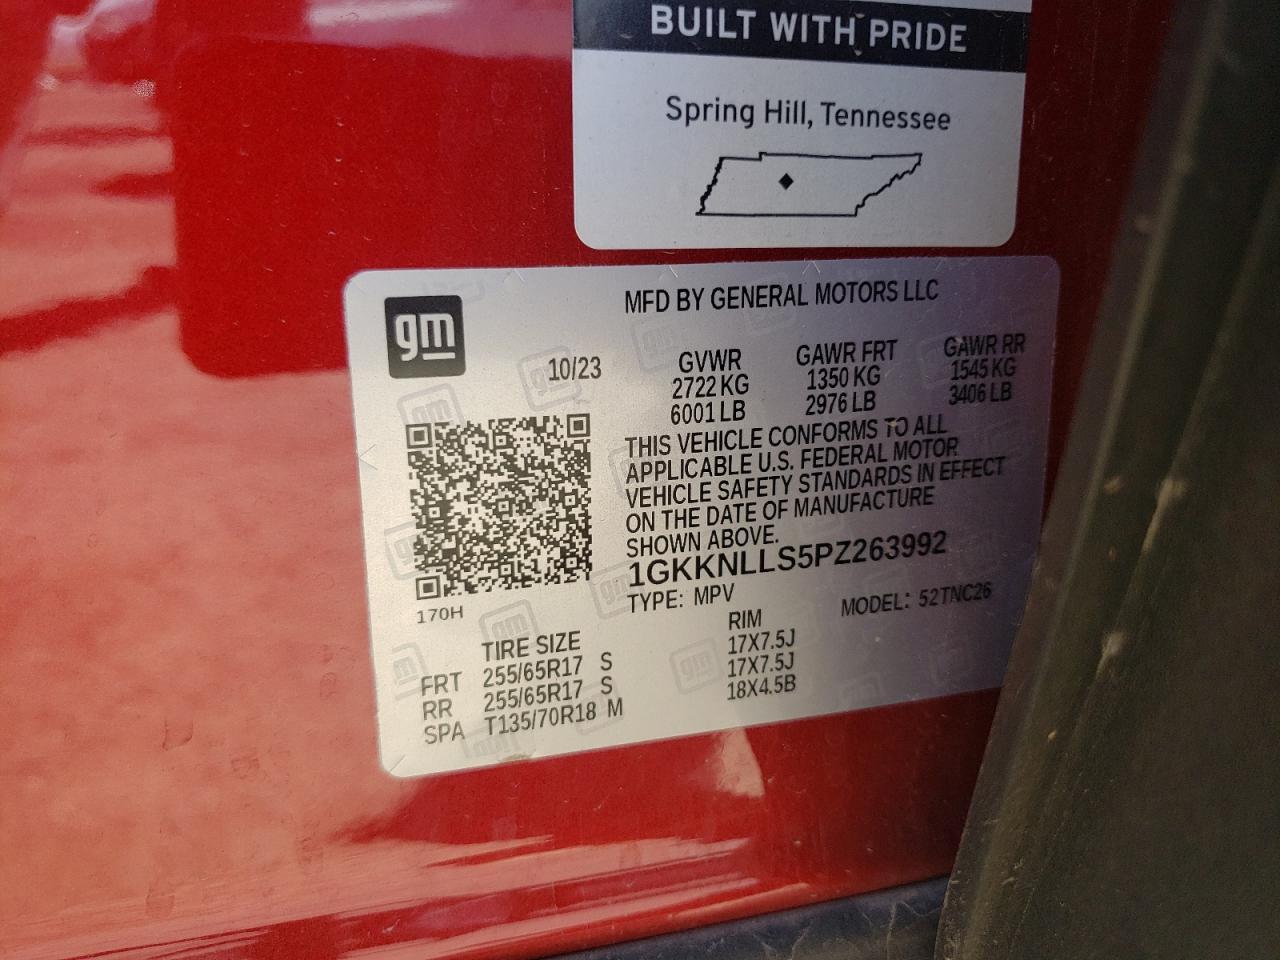 BUILT WITH PRIDE
Spring Hill, Tennessee
gm
MFD BY GENERAL MOTORS LLC
10/23
GVWR GAWR FRT GAWR RR
2722 KG 1350 KG 1545 KG
6001 LB 2976 LB 3406 LB
THIS VEHICLE CONFORMS TO ALL
APPLICABLE U.S. FEDERAL MOTOR
VEHICLE SAFETY STANDARDS IN EFFECT
ON THE DATE OF MANUFACTURE
SHOWN ABOVE.
1GKKNLLS5PZ263992
170H
TYPE: MPV MODEL: 52TNC26
TIRE SIZE RIM
FRT 255/65R17 S 17X7.5J
RR 255/65R17 S 17X7.5J
SPA T135/70R18 M 18X4.5B